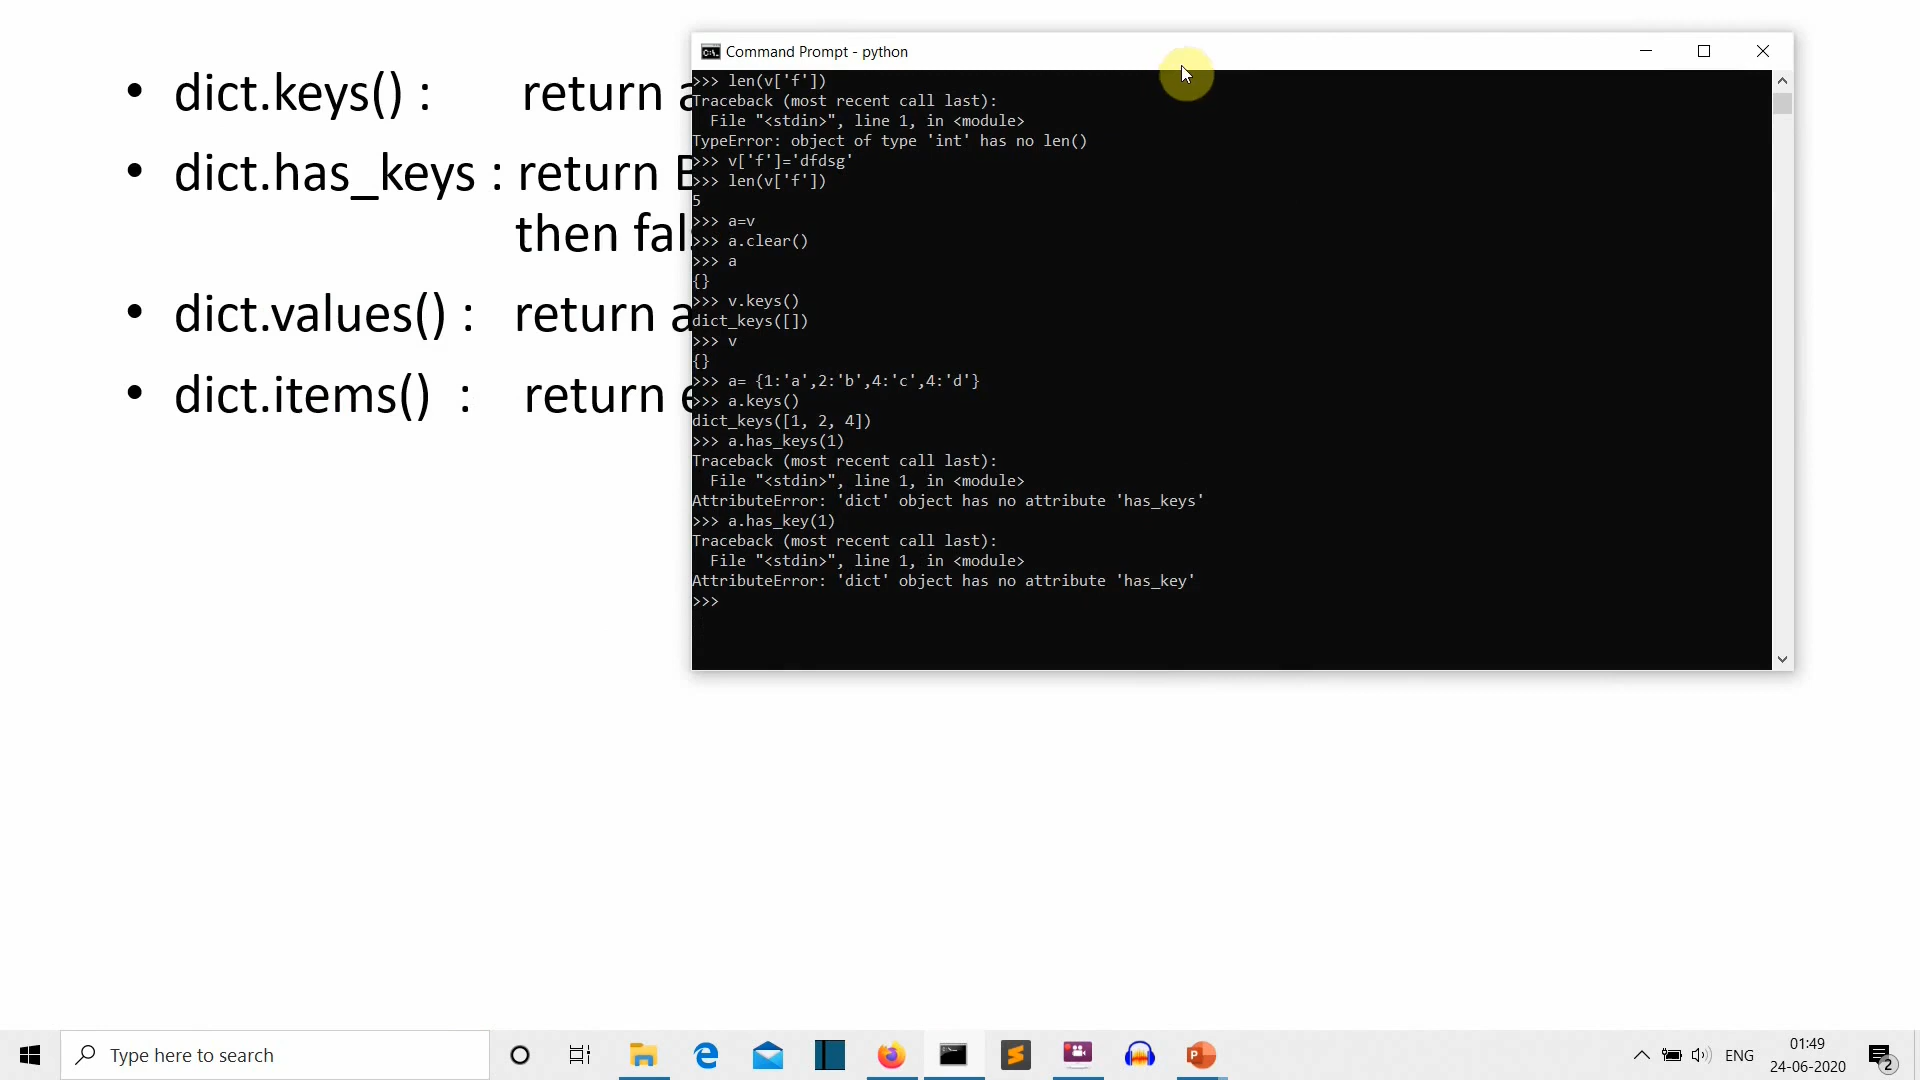 • dict.keys() : return a
• dict.has_keys : return
then fal
• dict.values() : return a
• dict.items() : return e
Command Prompt - python
>>> len(v['f'])
Traceback (most recent call last):
  File "<stdin>", line 1, in <module>
TypeError: object of type 'int' has no len()
>>> v['f']='dfdsg'
>>> len(v['f'])
5
>>> a=v
>>> a.clear()
>>> a
{}
>>> v.keys()
dict_keys([])
>>> v
{}
>>> a= {1:'a',2:'b',4:'c',4:'d'}
>>> a.keys()
dict_keys([1, 2, 4])
>>> a.has_keys(1)
Traceback (most recent call last):
  File "<stdin>", line 1, in <module>
AttributeError: 'dict' object has no attribute 'has_keys'
>>> a.has_key(1)
Traceback (most recent call last):
  File "<stdin>", line 1, in <module>
AttributeError: 'dict' object has no attribute 'has_key'
>>>
Type here to search
ENG
01:49
24-06-2020
2